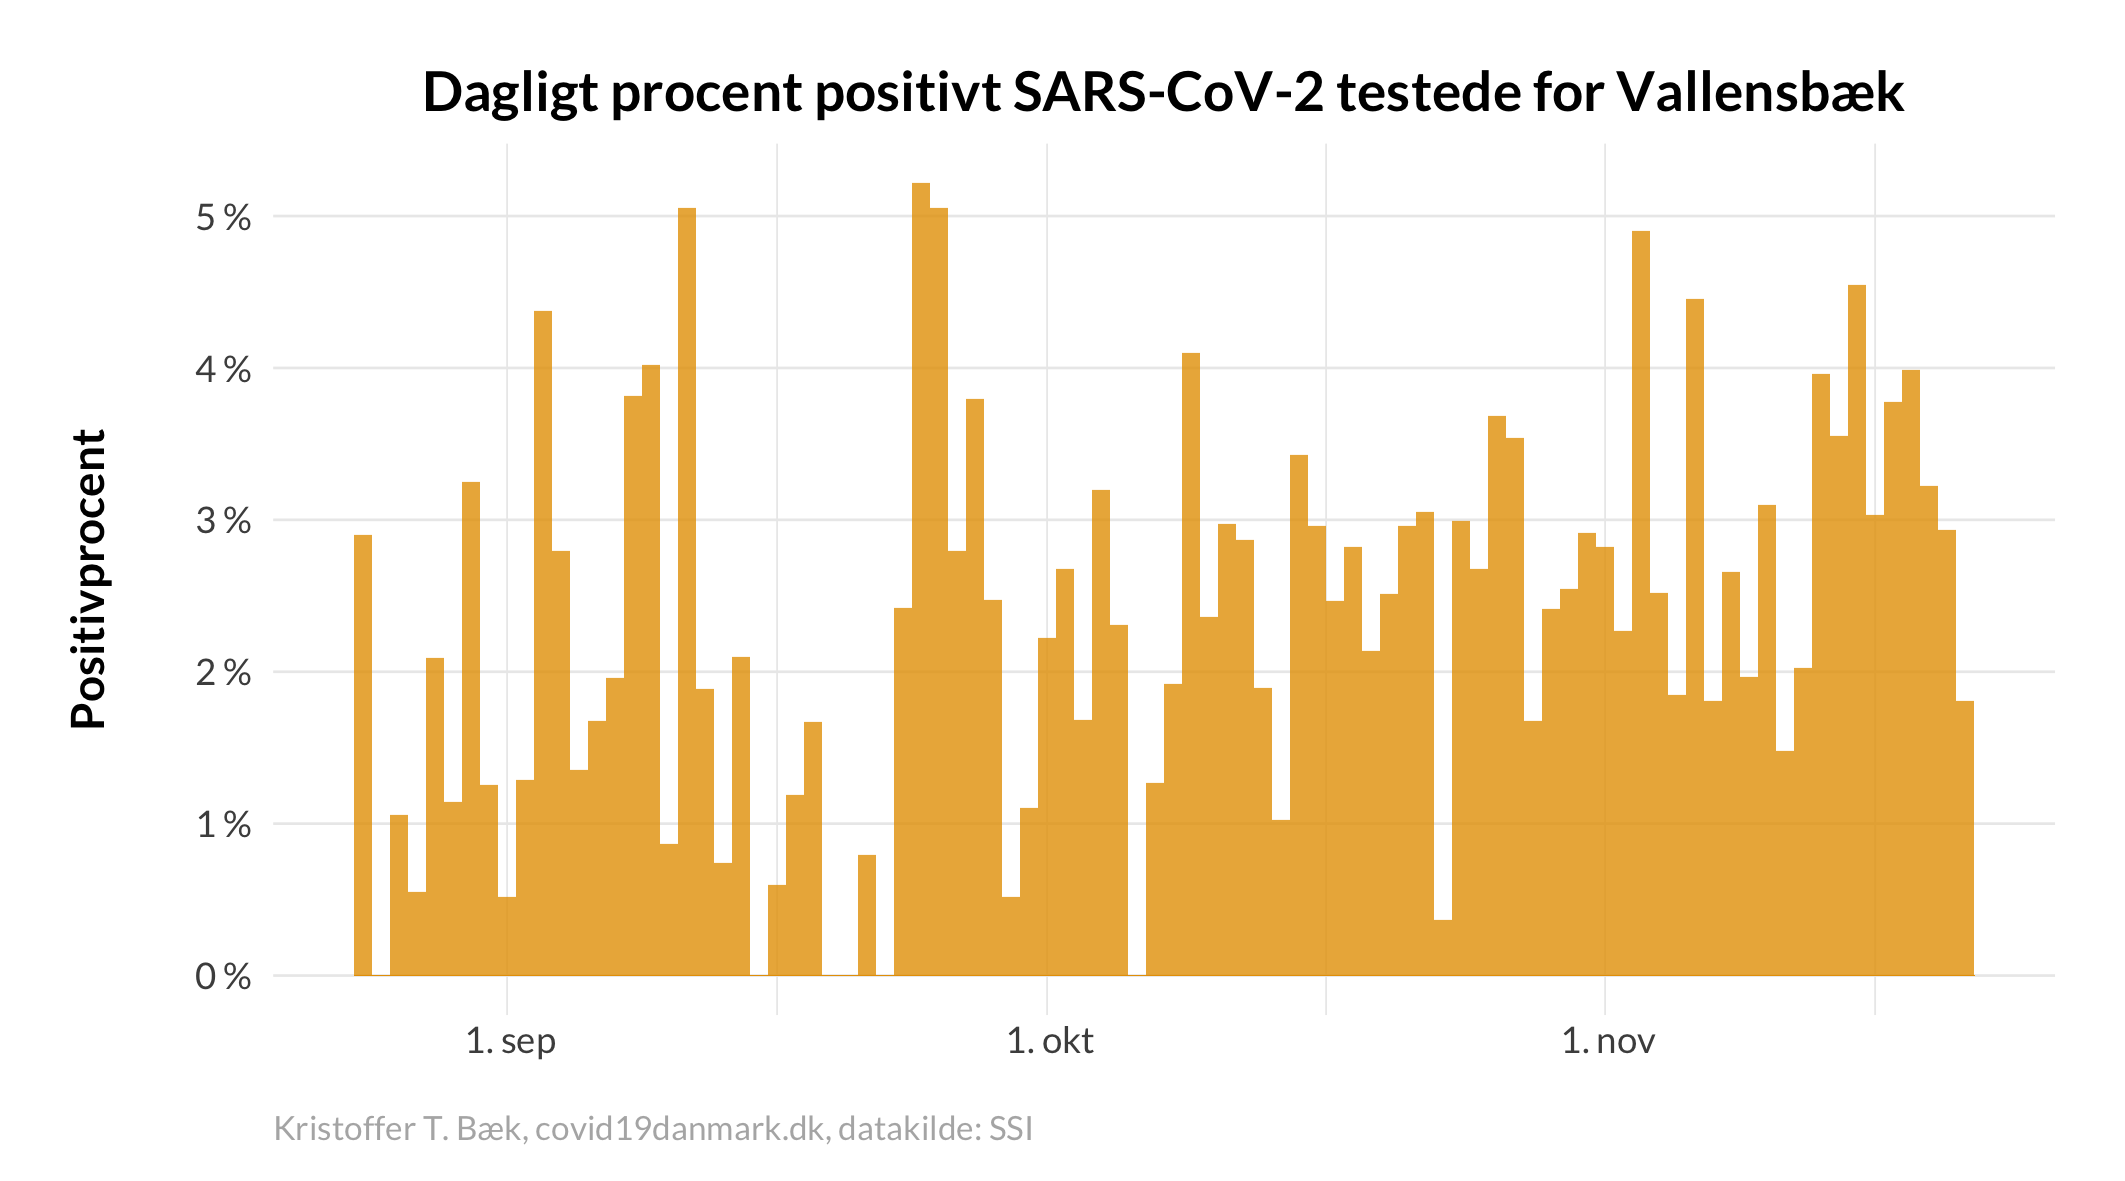 Dagligt procent positivt SARS-CoV-2 testede for Vallensbæk
Positivprocent
5 %
4 %
3 %
2 %
1 %
0 %
1. sep
1. okt
1. nov
Kristoffer T. Bæk, covid19danmark.dk, datakilde: SSI